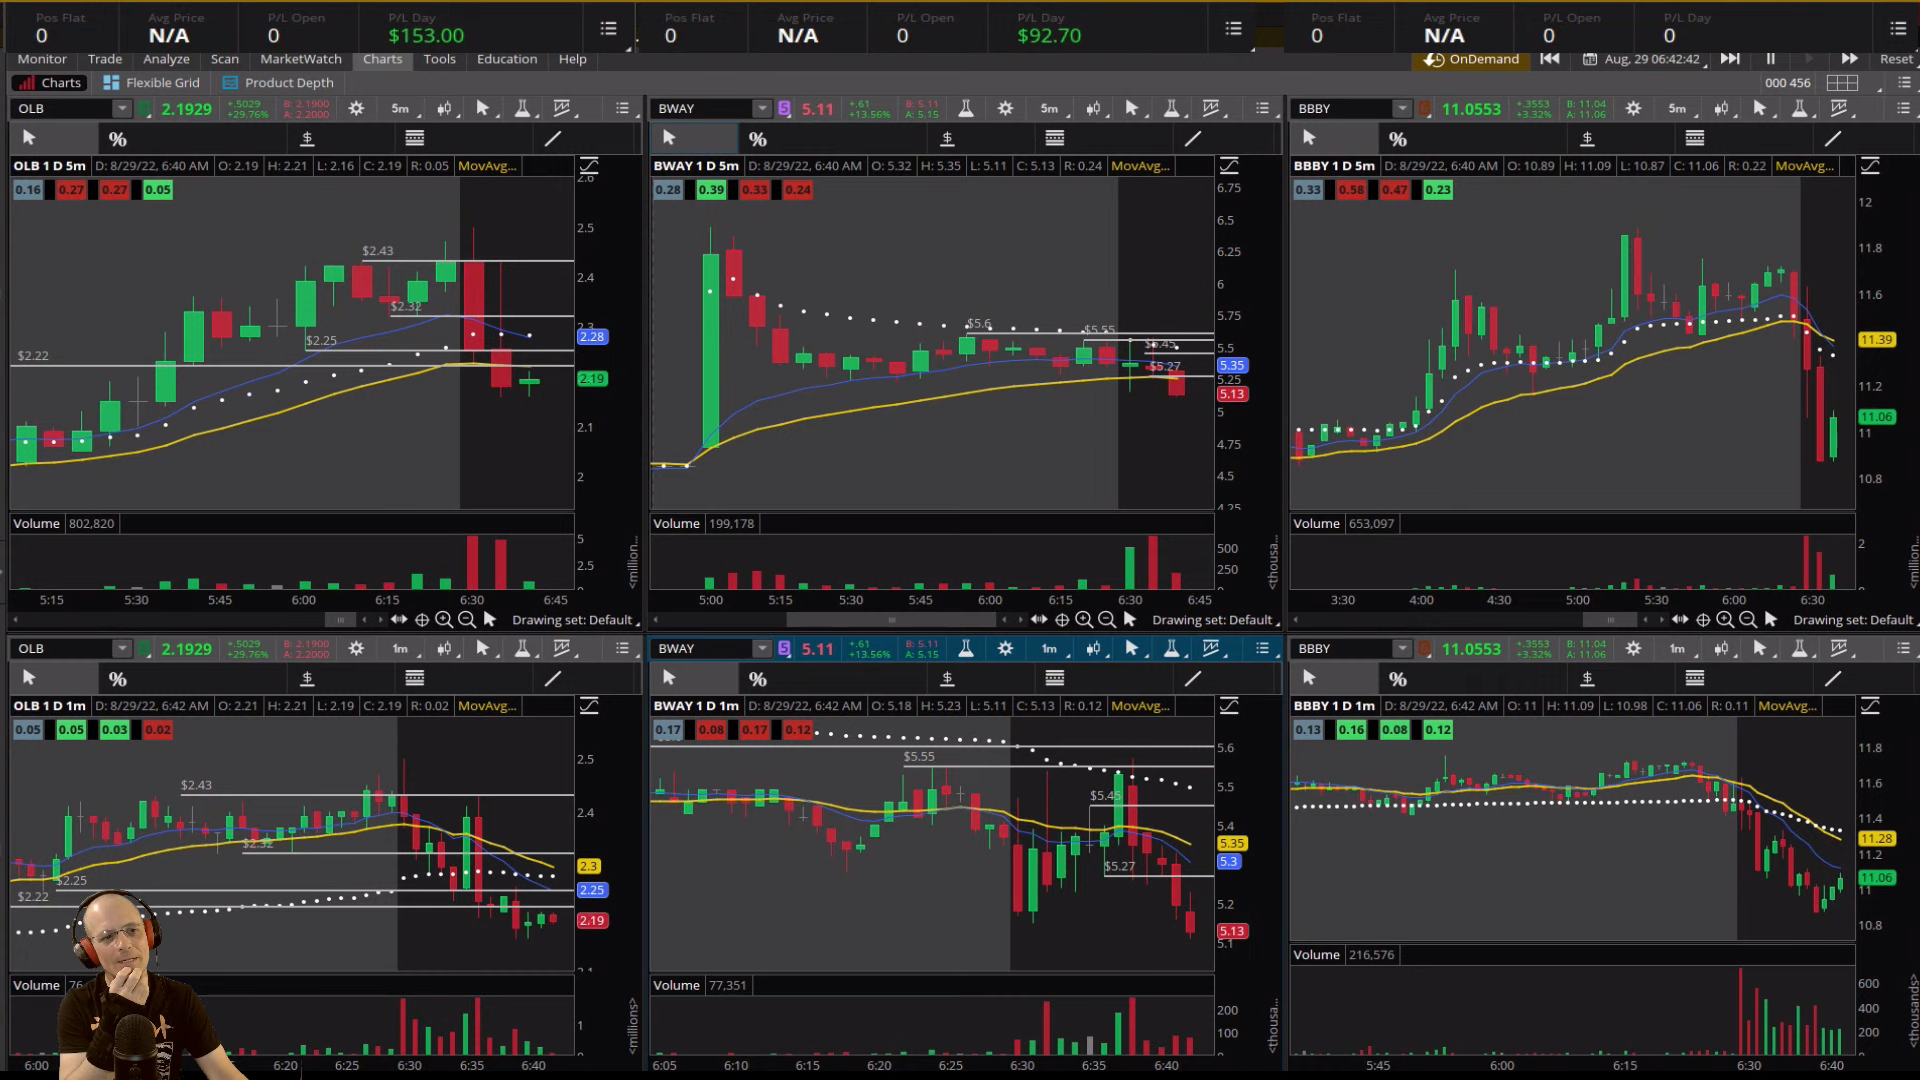 Pos Flat Avg Price P/L Open P/L Day
0 N/A 0 $153.00
Pos Flat Avg Price P/L Open P/L Day
0 N/A 0 $92.70
Pos Flat Avg Price P/L Open P/L Day
0 N/A 0 0
Monitor Trade Analyze Scan MarketWatch Charts Tools Education Help
OnDemand Aug, 29 06:42:42 Reset
Charts Flexible Grid Product Depth
000 456
OLB 2.1929 +.5029 +29.76% B: 2.1900 A: 2.2000 5m
BWAY S 5.11 +.61 +13.56% B: 5.11 A: 5.15 5m
BBBY 11.0553 +.3553 +3.32% B: 11.04 A: 11.06 5m
% $
% $
% $
OLB 1 D 5m D: 8/29/22, 6:40 AM O: 2.19 H: 2.21 L: 2.16 C: 2.19 R: 0.05 MovAvg...
0.16 0.27 0.27 0.05
$2.43
$2.32
$2.25
$2.22
2.6
2.5
2.4
2.3
2.28
2.19
2.1
2
Volume 802,820
5
2.5
<million...
5:15 5:30 5:45 6:00 6:15 6:30 6:45
Drawing set: Default
BWAY 1 D 5m D: 8/29/22, 6:40 AM O: 5.32 H: 5.35 L: 5.11 C: 5.13 R: 0.24 MovAvg...
0.28 0.39 0.33 0.24
$5.6
$5.55
$5.45
$5.27
6.75
6.5
6.25
6
5.75
5.5
5.35
5.25
5.13
5
4.75
4.5
4.25
Volume 199,178
500
250
<thousa...
5:00 5:15 5:30 5:45 6:00 6:15 6:30 6:45
Drawing set: Default
BBBY 1 D 5m D: 8/29/22, 6:40 AM O: 10.89 H: 11.09 L: 10.87 C: 11.06 R: 0.22 MovAvg...
0.33 0.58 0.47 0.23
12
11.8
11.6
11.39
11.2
11.06
11
10.8
Volume 653,097
2
<million...
3:30 4:00 4:30 5:00 5:30 6:00 6:30
Drawing set: Default
OLB 2.1929 +.5029 +29.76% B: 2.1900 A: 2.2000 1m
BWAY S 5.11 +.61 +13.56% B: 5.11 A: 5.15 1m
BBBY 11.0553 +.3553 +3.32% B: 11.04 A: 11.06 1m
% $
% $
% $
OLB 1 D 1m D: 8/29/22, 6:42 AM O: 2.21 H: 2.21 L: 2.19 C: 2.19 R: 0.02 MovAvg...
0.05 0.05 0.03 0.02
$2.43
$2.32
$2.25
$2.22
2.5
2.4
2.3
2.25
2.19
2.1
Volume 76
1
<millions>
6:00 6:20 6:25 6:30 6:35 6:40
BWAY 1 D 1m D: 8/29/22, 6:42 AM O: 5.18 H: 5.23 L: 5.11 C: 5.13 R: 0.12 MovAvg...
0.17 0.08 0.17 0.12
$5.55
$5.45
$5.27
5.6
5.5
5.4
5.35
5.3
5.2
5.13
5.1
Volume 77,351
200
100
<thousa...
6:05 6:10 6:15 6:20 6:25 6:30 6:35 6:40
BBBY 1 D 1m D: 8/29/22, 6:42 AM O: 11 H: 11.09 L: 10.98 C: 11.06 R: 0.11 MovAvg...
0.13 0.16 0.08 0.12
11.8
11.6
11.4
11.28
11.2
11.06
11
10.8
Volume 216,576
600
400
200
<thousands>
5:45 6:00 6:15 6:30 6:40